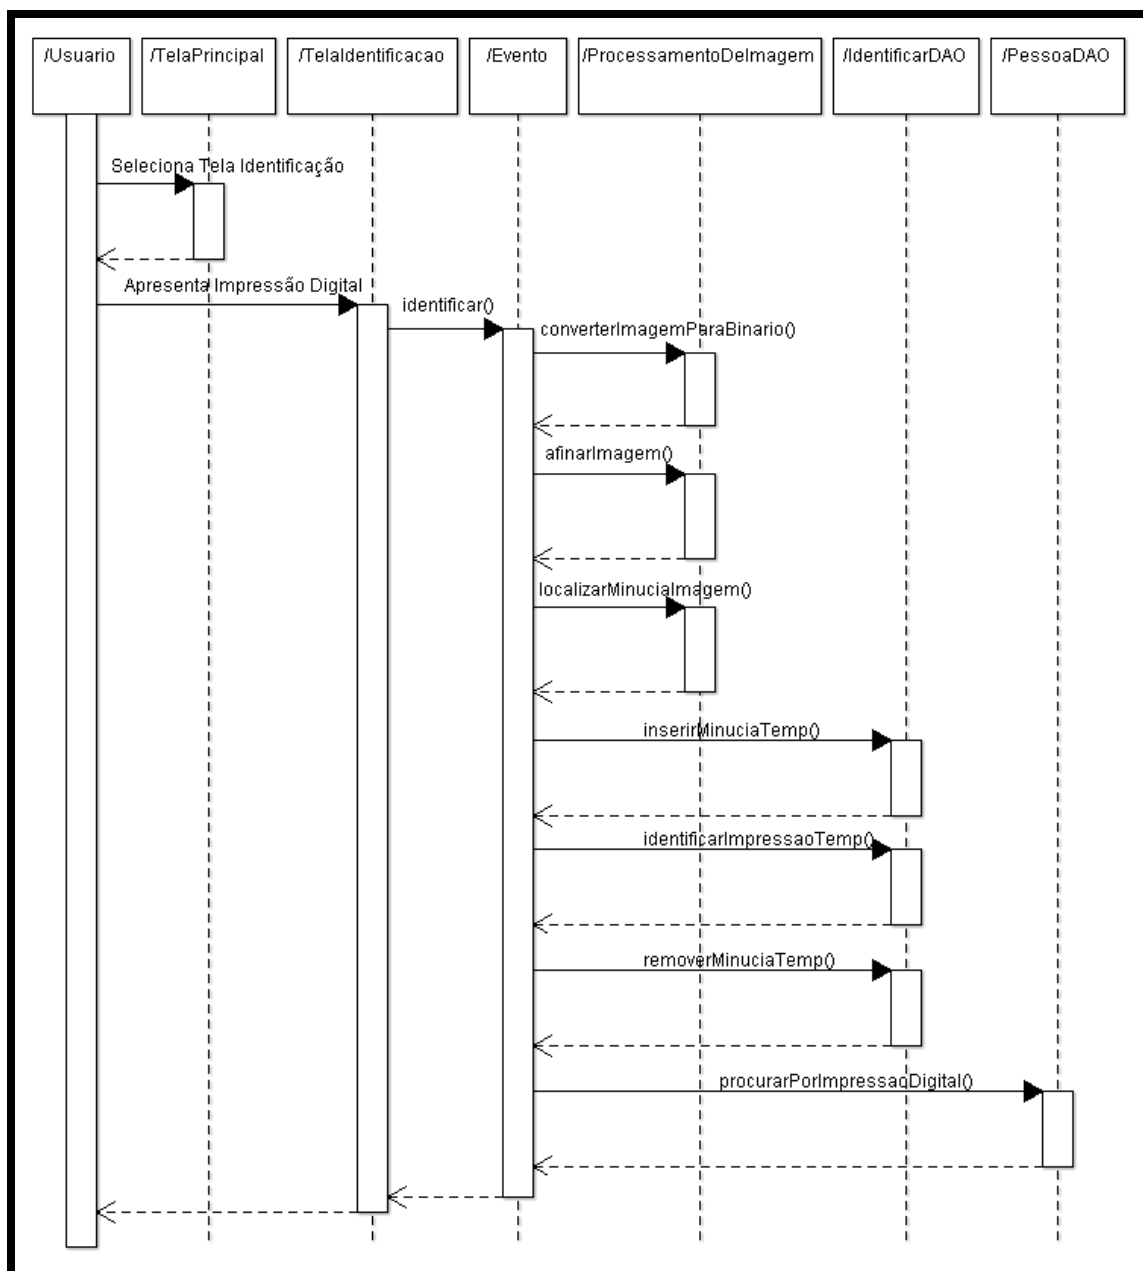 /Usuario
/TelaPrincipal
/TelaIdentificacao
/Evento
/ProcessamentoDeImagem
/IdentificarDAO
/PessoaDAO
Seleciona Tela Identificação
Apresenta Impressão Digital
identificar()
converterImagemParaBinario()
afinarImagem()
localizarMinuciaImagem()
inserirMinuciaTemp()
identificarImpressaoTemp()
removerMinuciaTemp()
procurarPorImpressaoDigital()